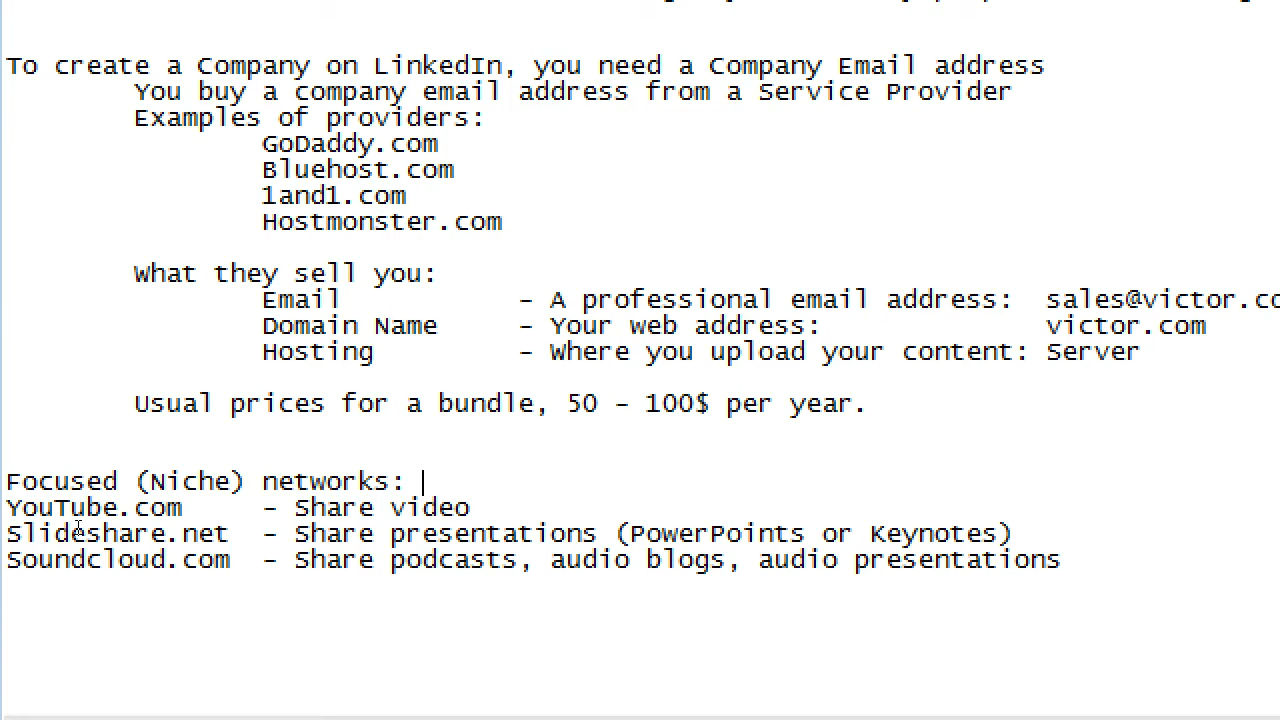 To create a Company on LinkedIn, you need a Company Email address
You buy a company email address from a Service Provider
Examples of providers:
GoDaddy.com
Bluehost.com
1and1.com
Hostmonster.com
What they sell you:
Email - A professional email address: sales@victor.co
Domain Name - Your web address: victor.com
Hosting - Where you upload your content: Server
Usual prices for a bundle, 50 - 100$ per year.
Focused (Niche) networks:
YouTube.com - Share video
Slideshare.net - Share presentations (PowerPoints or Keynotes)
Soundcloud.com - Share podcasts, audio blogs, audio presentations